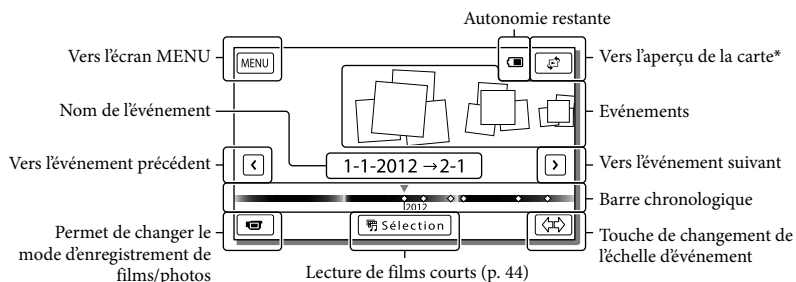 Autonomie restante
Vers l'écran MENU
MENU
Vers l'aperçu de la carte*
Nom de l'événement
Evénements
Vers l'événement précédent
1-1-2012 →2-1
Vers l'événement suivant
Barre chronologique
2012
Permet de changer le
mode d'enregistrement de
films/photos
Sélection
Touche de changement de
l'échelle d'événement
Lecture de films courts (p. 44)